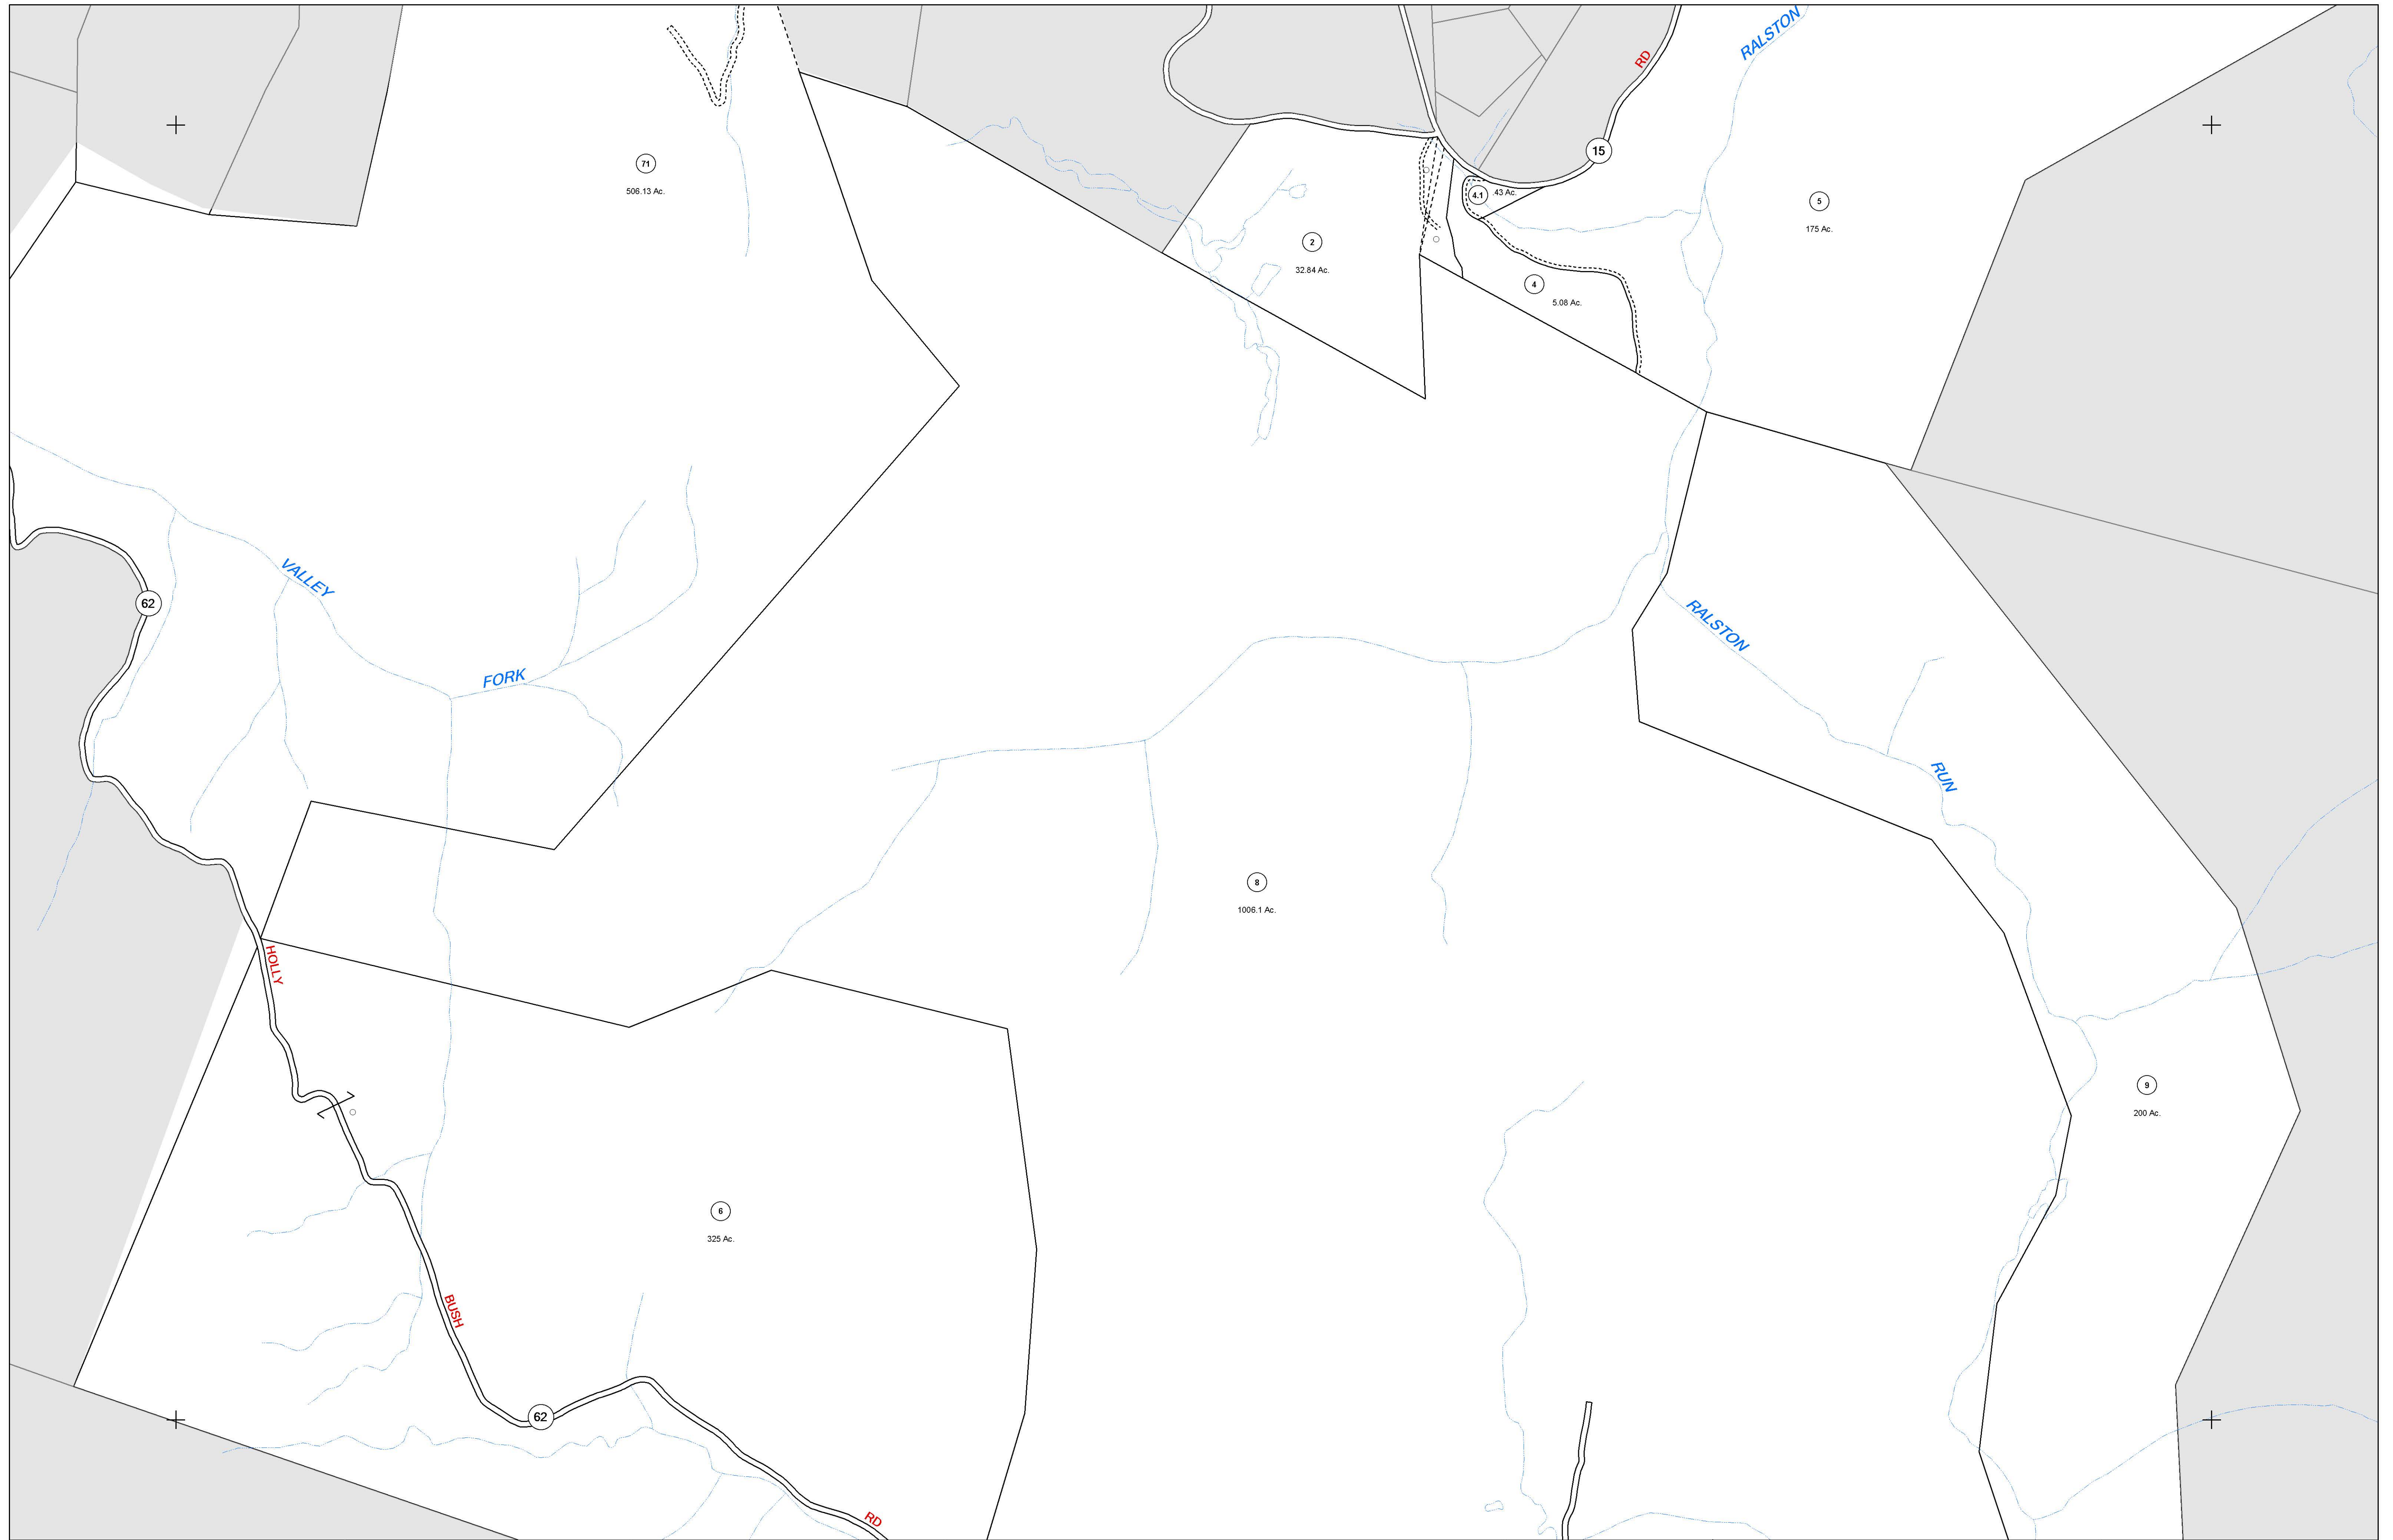 RALSTON
RD
15
71
506.13 Ac.
4.1
.43 Ac.
5
175 Ac.
2
32.84 Ac.
4
5.08 Ac.
VALLEY
62
RALSTON
FORK
RUN
8
1006.1 Ac.
HOLLY
9
200 Ac.
6
325 Ac.
BUSH
62
RD